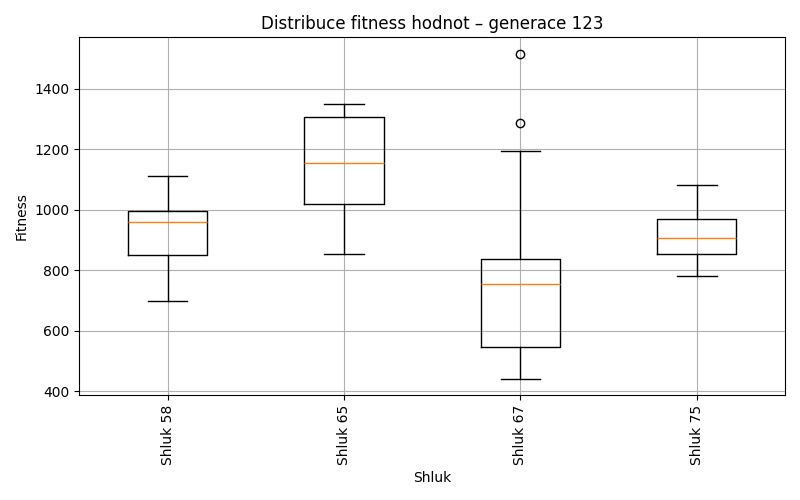 Distribuce fitness hodnot – generace 123
Fitness
1400
1200
1000
800
600
400
Shluk 58
Shluk 65
Shluk 67
Shluk 75
Shluk